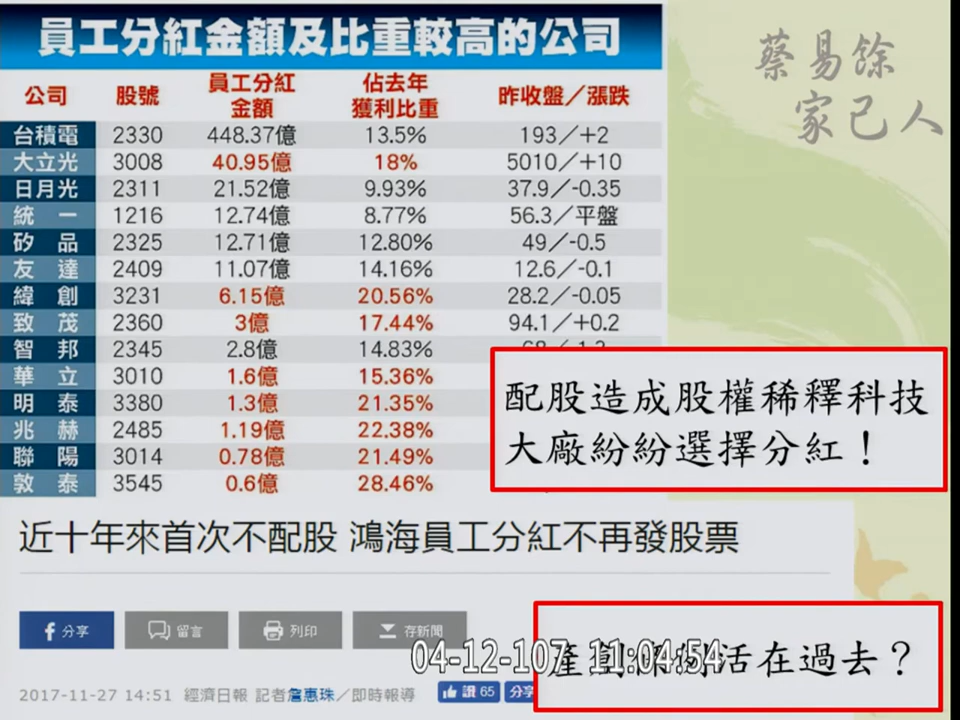 員工分紅金額及比重較高的公司
蔡易餘
家己人
公司 股號 員工分紅金額 佔去年獲利比重 昨收盤／漲跌
台積電 2330 448.37億 13.5% 193／+2
大立光 3008 40.95億 18% 5010／+10
日月光 2311 21.52億 9.93% 37.9／-0.35
統一 1216 12.74億 8.77% 56.3／平盤
矽品 2325 12.71億 12.80% 49／-0.5
友達 2409 11.07億 14.16% 12.6／-0.1
緯創 3231 6.15億 20.56% 28.2／-0.05
致茂 2360 3億 17.44% 94.1／+0.2
智邦 2345 2.8億 14.83%
華立 3010 1.6億 15.36%
明泰 3380 1.3億 21.35%
兆赫 2485 1.19億 22.38%
聯陽 3014 0.78億 21.49%
敦泰 3545 0.6億 28.46%
配股造成股權稀釋科技
大廠紛紛選擇分紅！
近十年來首次不配股 鴻海員工分紅不再發股票
分享 留言 列印 存新聞
04-12-107 11:04:54
產創條例活在過去？
2017-11-27 14:51 經濟日報 記者詹惠珠／即時報導 讚 65 分享